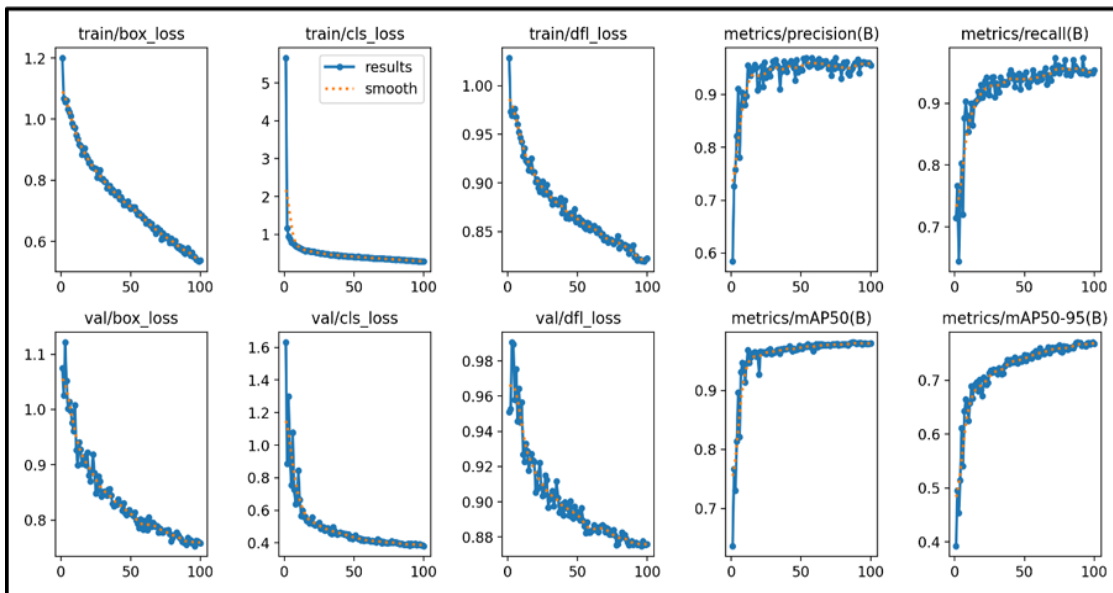 train/box_loss
train/cls_loss
train/dfl_loss
metrics/precision(B)
metrics/recall(B)
1.2
1.0
0.8
0.6
0 50 100
5
4
3
2
1
results
smooth
0 50 100
1.00
0.95
0.90
0.85
0 50 100
0.9
0.8
0.7
0.6
0 50 100
0.9
0.8
0.7
0 50 100
val/box_loss
val/cls_loss
val/dfl_loss
metrics/mAP50(B)
metrics/mAP50-95(B)
1.1
1.0
0.9
0.8
0 50 100
1.6
1.4
1.2
1.0
0.8
0.6
0.4
0 50 100
0.98
0.96
0.94
0.92
0.90
0.88
0 50 100
0.9
0.8
0.7
0 50 100
0.7
0.6
0.5
0.4
0 50 100